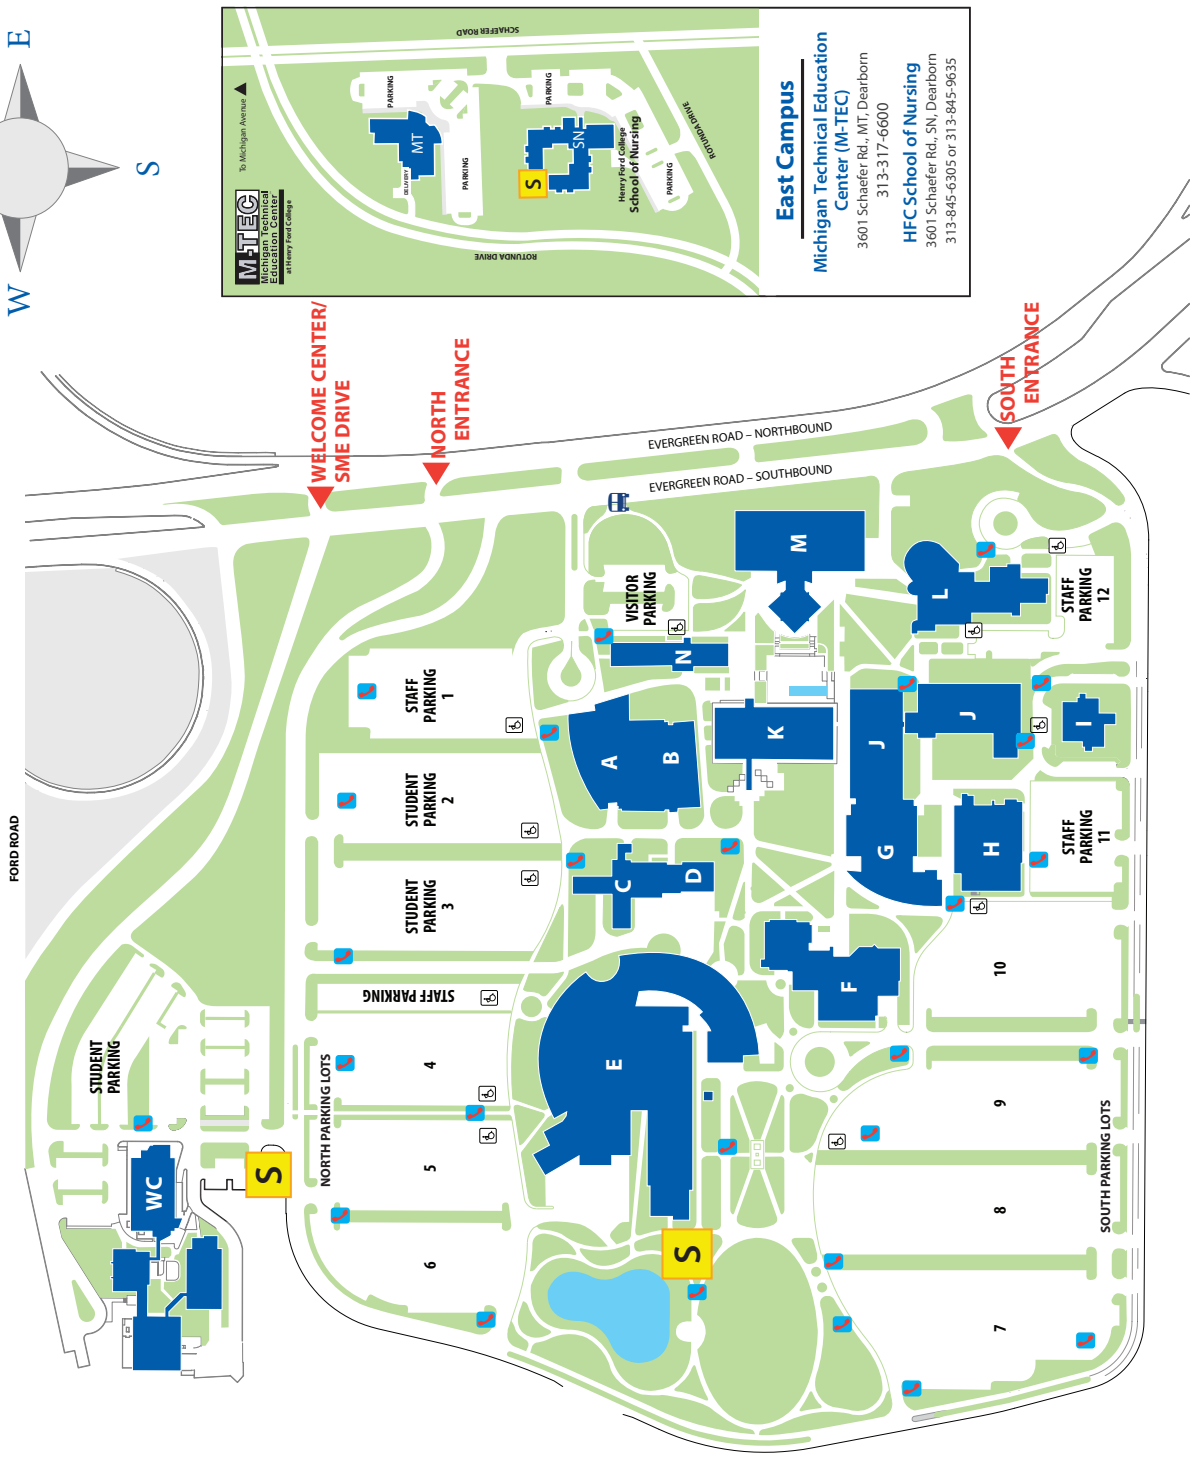 E
S
W
SCHAEFER ROAD
To Michigan Avenue
M-TEC
Michigan Technical
Education Center
at Henry Ford College
PARKING
MT
DELIVERY
PARKING
PARKING
SN
S
Henry Ford College
School of Nursing
PARKING
ROTUNDA DRIVE
ROTUNDA DRIVE
East Campus
Michigan Technical Education
Center (M-TEC)
3601 Schaefer Rd., MT, Dearborn
313-317-6600
HFC School of Nursing
3601 Schaefer Rd., SN, Dearborn
313-845-6305 or 313-845-9635
WELCOME CENTER/
SME DRIVE
NORTH
ENTRANCE
SOUTH
ENTRANCE
EVERGREEN ROAD – NORTHBOUND
EVERGREEN ROAD – SOUTHBOUND
FORD ROAD
VISITOR
PARKING
M
L
STAFF
PARKING
12
N
STAFF
PARKING
1
A
B
K
J
J
I
STUDENT
PARKING
2
STUDENT
PARKING
3
C
D
G
H
STAFF
PARKING
11
STAFF PARKING
E
F
10
STUDENT
PARKING
NORTH PARKING LOTS
4
5
6
9
8
7
SOUTH PARKING LOTS
WC
S
S